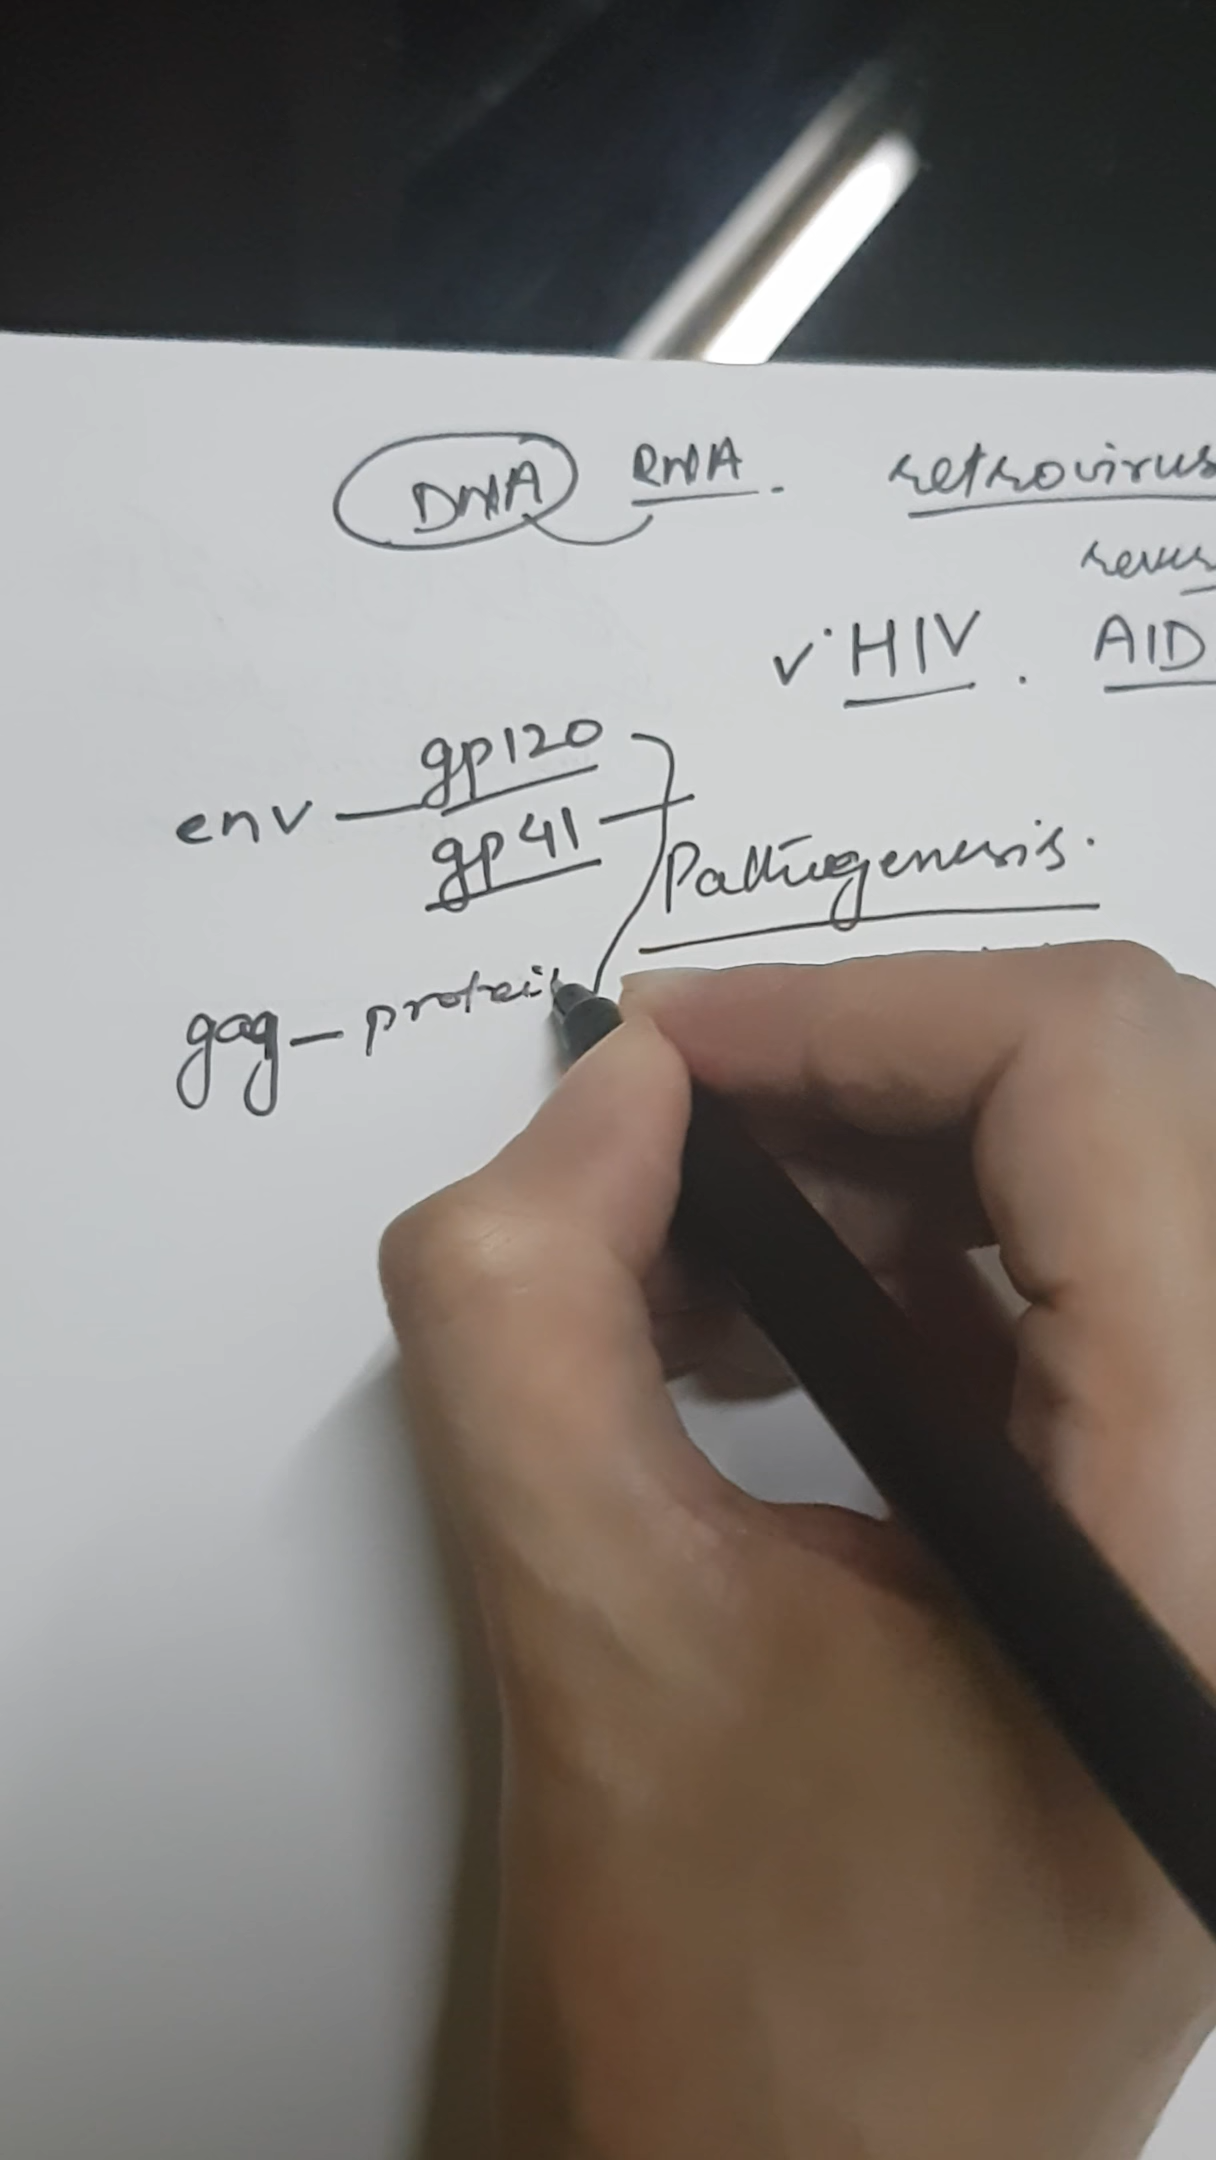 DNA RNA. retrovirus
✓ HIV. AID
env — gp120
gp41
Pathogenesis.
gag — protei